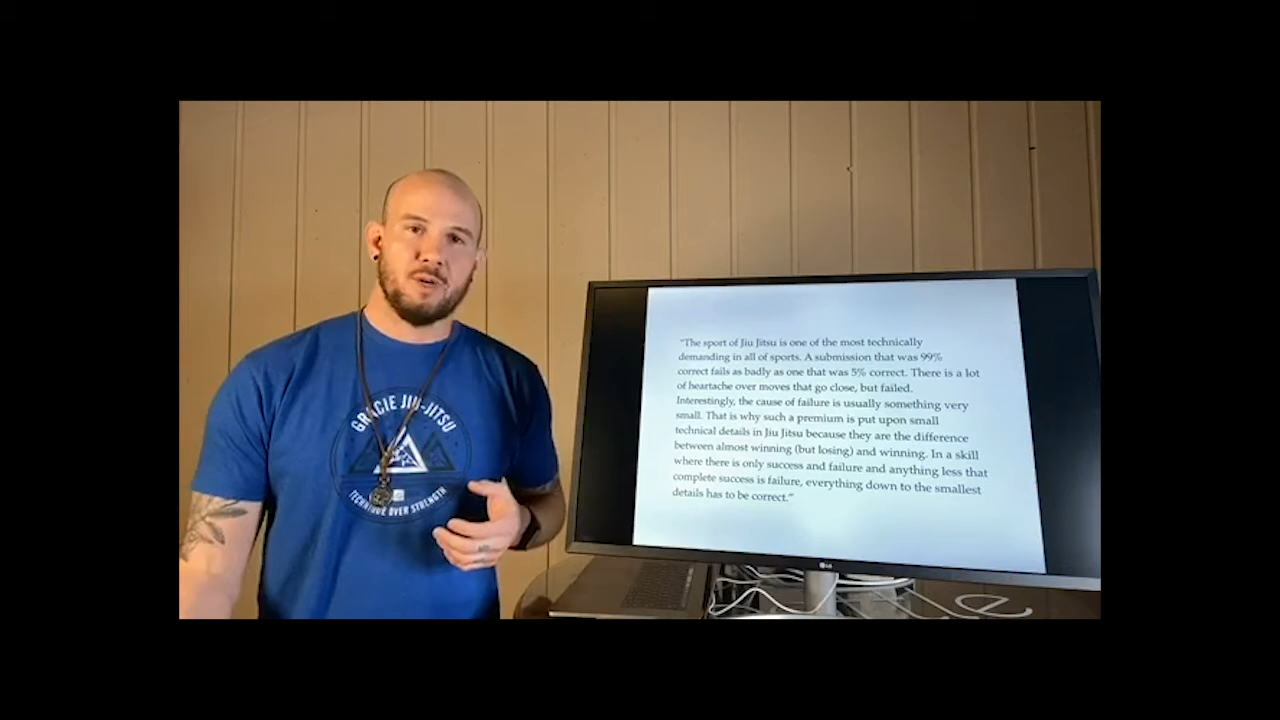 GRACIE JIU-JITSU
TECHNIQUE OVER STRENGTH
"The sport of Jiu Jitsu is one of the most technically
demanding in all of sports. A submission that was 99%
correct fails as badly as one that was 5% correct. There is a lot
of heartache over moves that go close, but failed.
Interestingly, the cause of failure is usually something very
small. That is why such a premium is put upon small
technical details in Jiu Jitsu because they are the difference
between almost winning (but losing) and winning. In a skill
where there is only success and failure and anything less that
complete success is failure, everything down to the smallest
details has to be correct."
LG